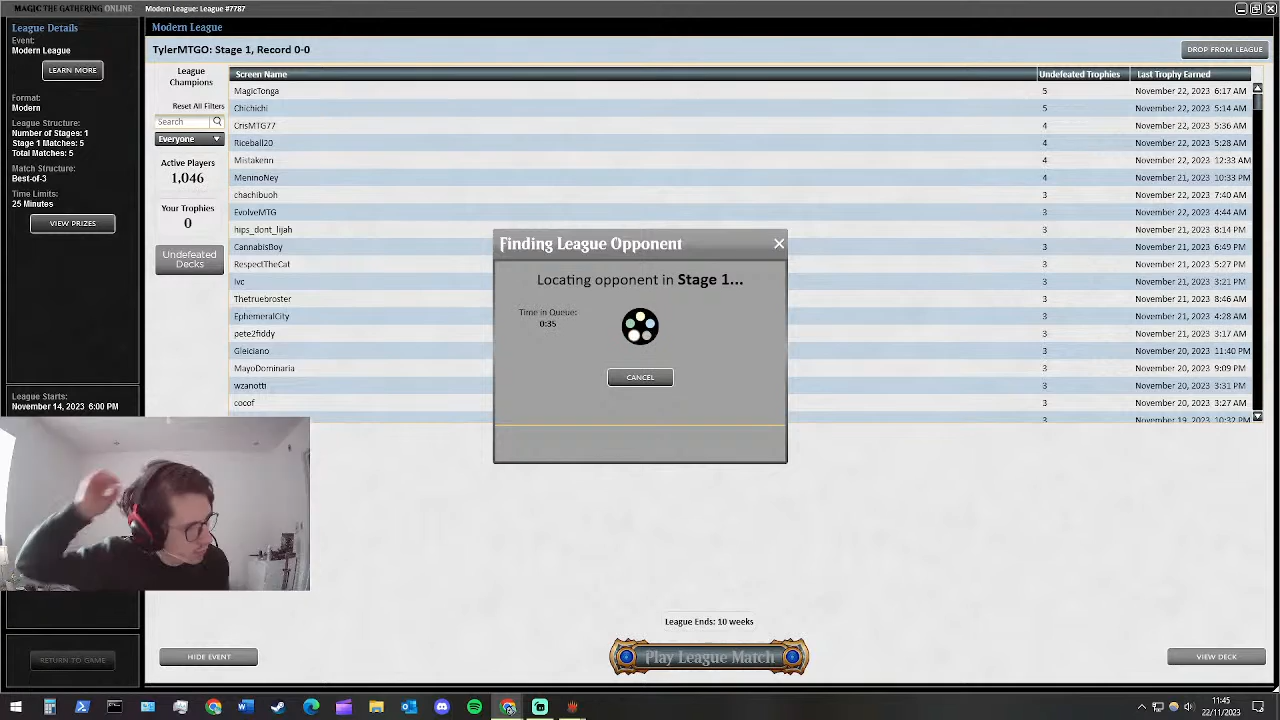 MAGIC THE GATHERING ONLINE
Modern League: League #7787
League Details
Event:
Modern League
LEARN MORE
Format:
Modern
League Structure:
Number of Stages: 1
Stage 1 Matches: 5
Total Matches: 5
Match Structure:
Best-of-3
Time Limits:
25 Minutes
VIEW PRIZES
League Starts:
November 14, 2023 6:00 PM
RETURN TO GAME
Modern League
TylerMTGO: Stage 1, Record 0-0
DROP FROM LEAGUE
League
Champions
Reset All Filters
Search
Everyone
Active Players
1,046
Your Trophies
0
Undefeated
Decks
Screen Name Undefeated Trophies Last Trophy Earned
MagicTonga 5 November 22, 2023 6:17 AM
Chichichi 5 November 22, 2023 5:14 AM
CrisMTG77 4 November 22, 2023 5:36 AM
Riceball20 4 November 22, 2023 5:28 AM
Mistakenn 4 November 22, 2023 12:33 AM
MeninoNey 4 November 21, 2023 10:33 PM
chachibuoh 3 November 22, 2023 7:40 AM
EvolveMTG 3 November 22, 2023 4:44 AM
hips_dont_lijah 3 November 21, 2023 8:14 PM
CannabisBoy 3 November 21, 2023 6:49 PM
RespectTheCat 3 November 21, 2023 5:27 PM
lvc 3 November 21, 2023 3:21 PM
Thetruebroster 3 November 21, 2023 8:46 AM
EphemeralCity 3 November 21, 2023 4:28 AM
pete2fiddy 3 November 21, 2023 3:17 AM
Gleiciano 3 November 20, 2023 11:40 PM
MayoDominaria 3 November 20, 2023 9:09 PM
wzanotti 3 November 20, 2023 3:31 PM
cocof 3 November 20, 2023 3:27 AM
3 November 19, 2023 10:32 PM
Finding League Opponent
Locating opponent in Stage 1...
Time in Queue:
0:35
CANCEL
League Ends: 10 weeks
HIDE EVENT
Play League Match
VIEW DECK
11:45
22/11/2023